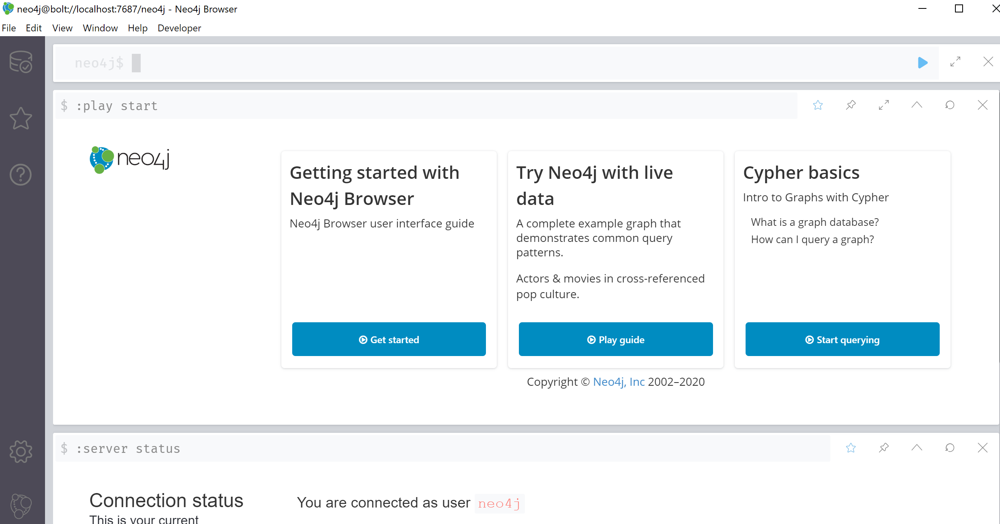 neo4j@bolt://localhost:7687/neo4j - Neo4j Browser
File Edit View Window Help Developer
neo4j$
$ :play start
neo4j
Getting started with
Neo4j Browser
Neo4j Browser user interface guide
Get started
Try Neo4j with live
data
A complete example graph that
demonstrates common query
patterns.
Actors & movies in cross-referenced
pop culture.
Play guide
Cypher basics
Intro to Graphs with Cypher
What is a graph database?
How can I query a graph?
Start querying
Copyright © Neo4j, Inc 2002–2020
$ :server status
Connection status
This is your current
You are connected as user neo4j